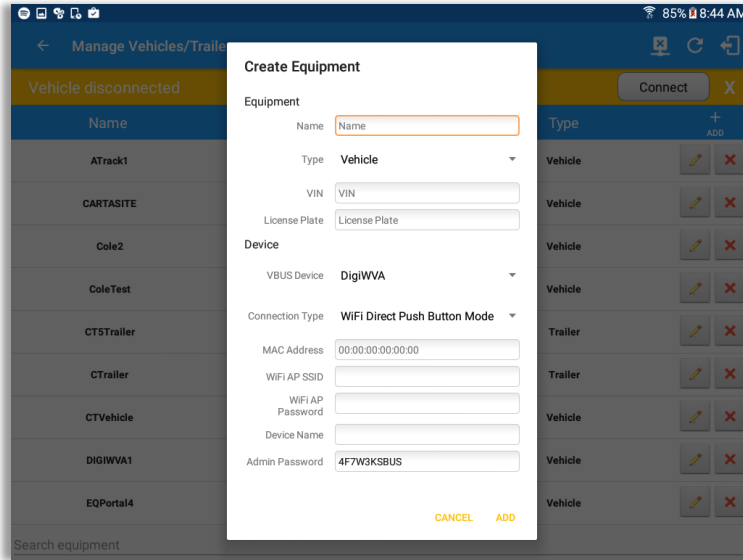 85% 8:44 AM
Manage Vehicles/Traile
Vehicle disconnected Connect X
Name Type ADD
ATrack1 Vehicle
CARTASITE Vehicle
Cole2 Vehicle
ColeTest Vehicle
CT5Trailer Trailer
CTrailer Trailer
CTVehicle Vehicle
DIGIWVA1 Vehicle
EQPortal4 Vehicle
Search equipment
Create Equipment
Equipment
Name Name
Type Vehicle
VIN VIN
License Plate License Plate
Device
VBUS Device DigiWVA
Connection Type WiFi Direct Push Button Mode
MAC Address 00:00:00:00:00:00
WiFi AP SSID
WiFi AP
Password
Device Name
Admin Password 4F7W3KSBUS
CANCEL ADD